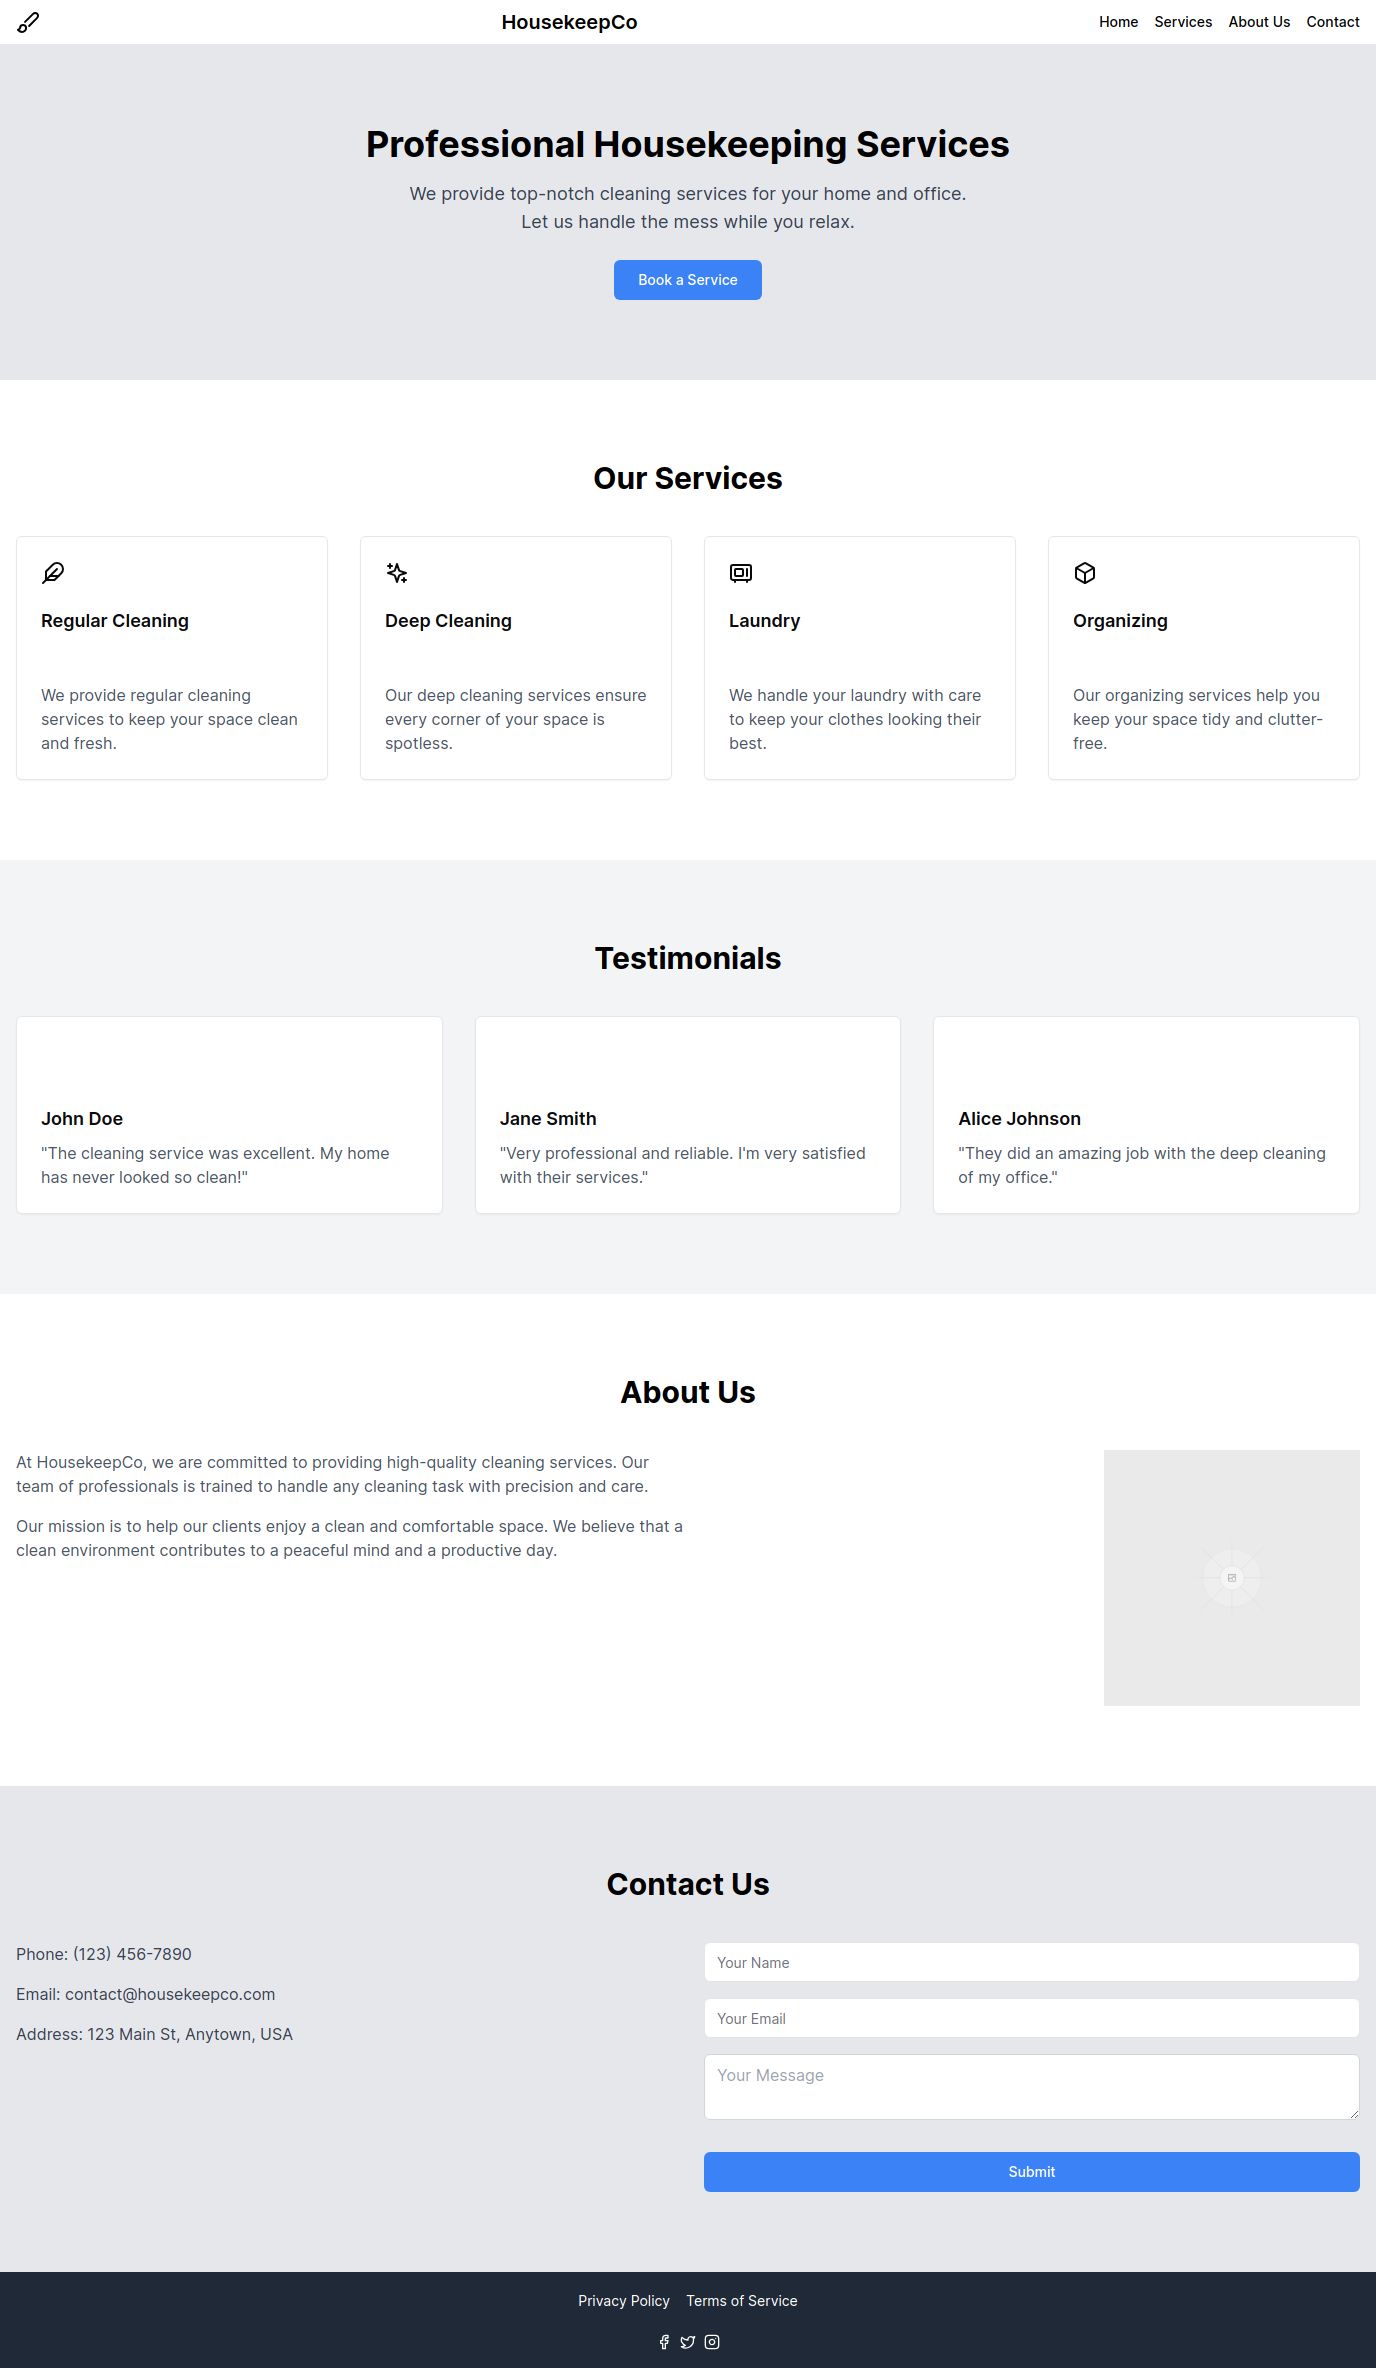 HousekeepCo
Home Services About Us Contact
Professional Housekeeping Services
We provide top-notch cleaning services for your home and office.
Let us handle the mess while you relax.
Book a Service
Our Services
Regular Cleaning
We provide regular cleaning
services to keep your space clean
and fresh.
Deep Cleaning
Our deep cleaning services ensure
every corner of your space is
spotless.
Laundry
We handle your laundry with care
to keep your clothes looking their
best.
Organizing
Our organizing services help you
keep your space tidy and clutter-
free.
Testimonials
John Doe
"The cleaning service was excellent. My home
has never looked so clean!"
Jane Smith
"Very professional and reliable. I'm very satisfied
with their services."
Alice Johnson
"They did an amazing job with the deep cleaning
of my office."
About Us
At HousekeepCo, we are committed to providing high-quality cleaning services. Our
team of professionals is trained to handle any cleaning task with precision and care.
Our mission is to help our clients enjoy a clean and comfortable space. We believe that a
clean environment contributes to a peaceful mind and a productive day.
Contact Us
Phone: (123) 456-7890
Email: contact@housekeepco.com
Address: 123 Main St, Anytown, USA
Your Name
Your Email
Your Message
Submit
Privacy Policy Terms of Service